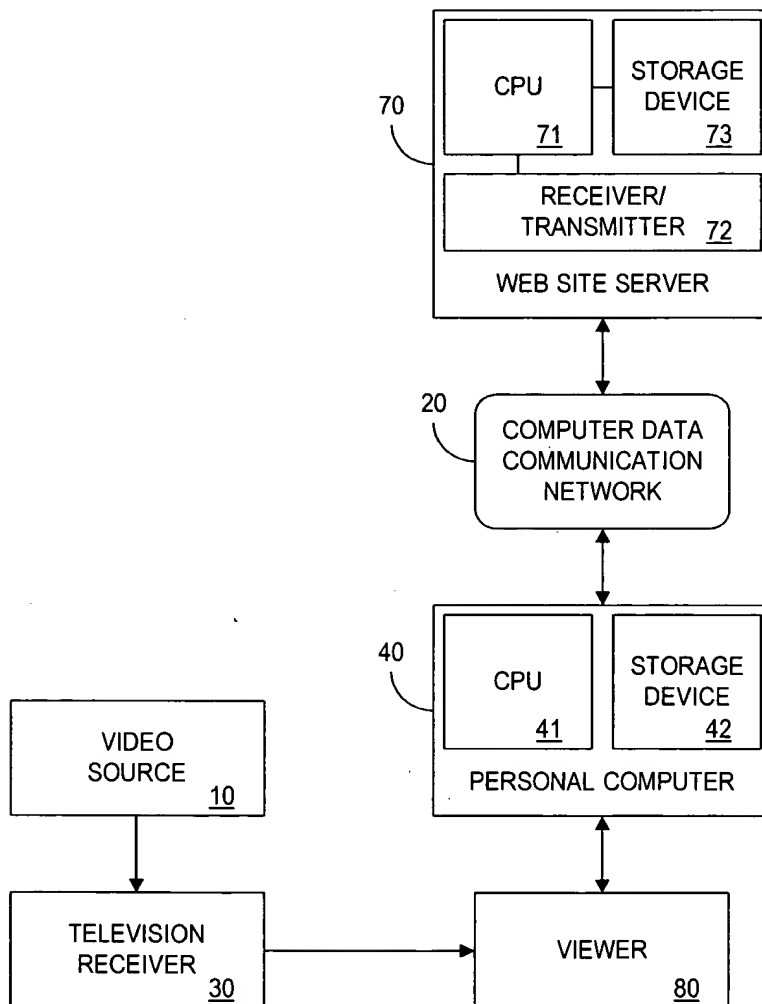 70
CPU
71
STORAGE
DEVICE
73
RECEIVER/
TRANSMITTER
72
WEB SITE SERVER
20
COMPUTER DATA
COMMUNICATION
NETWORK
40
CPU
41
STORAGE
DEVICE
42
PERSONAL COMPUTER
VIDEO
SOURCE
10
TELEVISION
RECEIVER
30
VIEWER
80